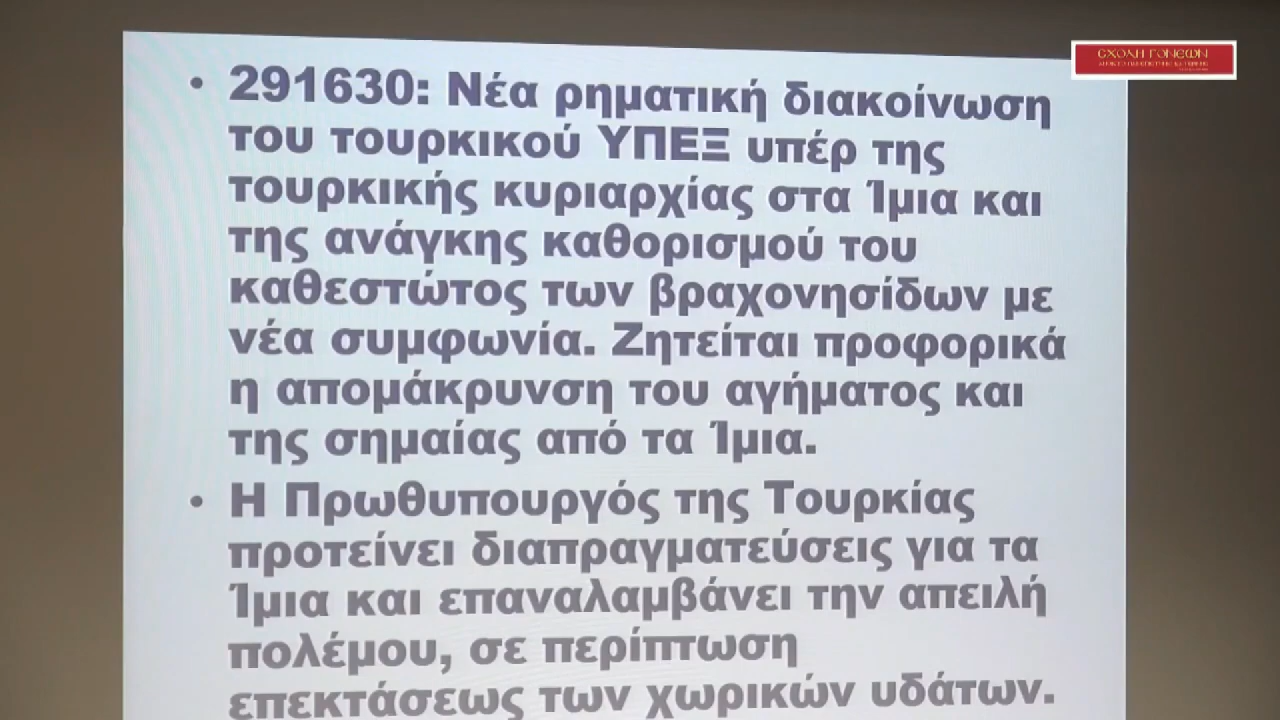 ΣΧΟΛΗ ΓΟΝΕΩΝ
• 291630: Νέα ρηματική διακοίνωση
του τουρκικού ΥΠΕΞ υπέρ της
τουρκικής κυριαρχίας στα Ίμια και
της ανάγκης καθορισμού του
καθεστώτος των βραχονησίδων με
νέα συμφωνία. Ζητείται προφορικά
η απομάκρυνση του αγήματος και
της σημαίας από τα Ίμια.
• Η Πρωθυπουργός της Τουρκίας
προτείνει διαπραγματεύσεις για τα
Ίμια και επαναλαμβάνει την απειλή
πολέμου, σε περίπτωση
επεκτάσεως των χωρικών υδάτων.